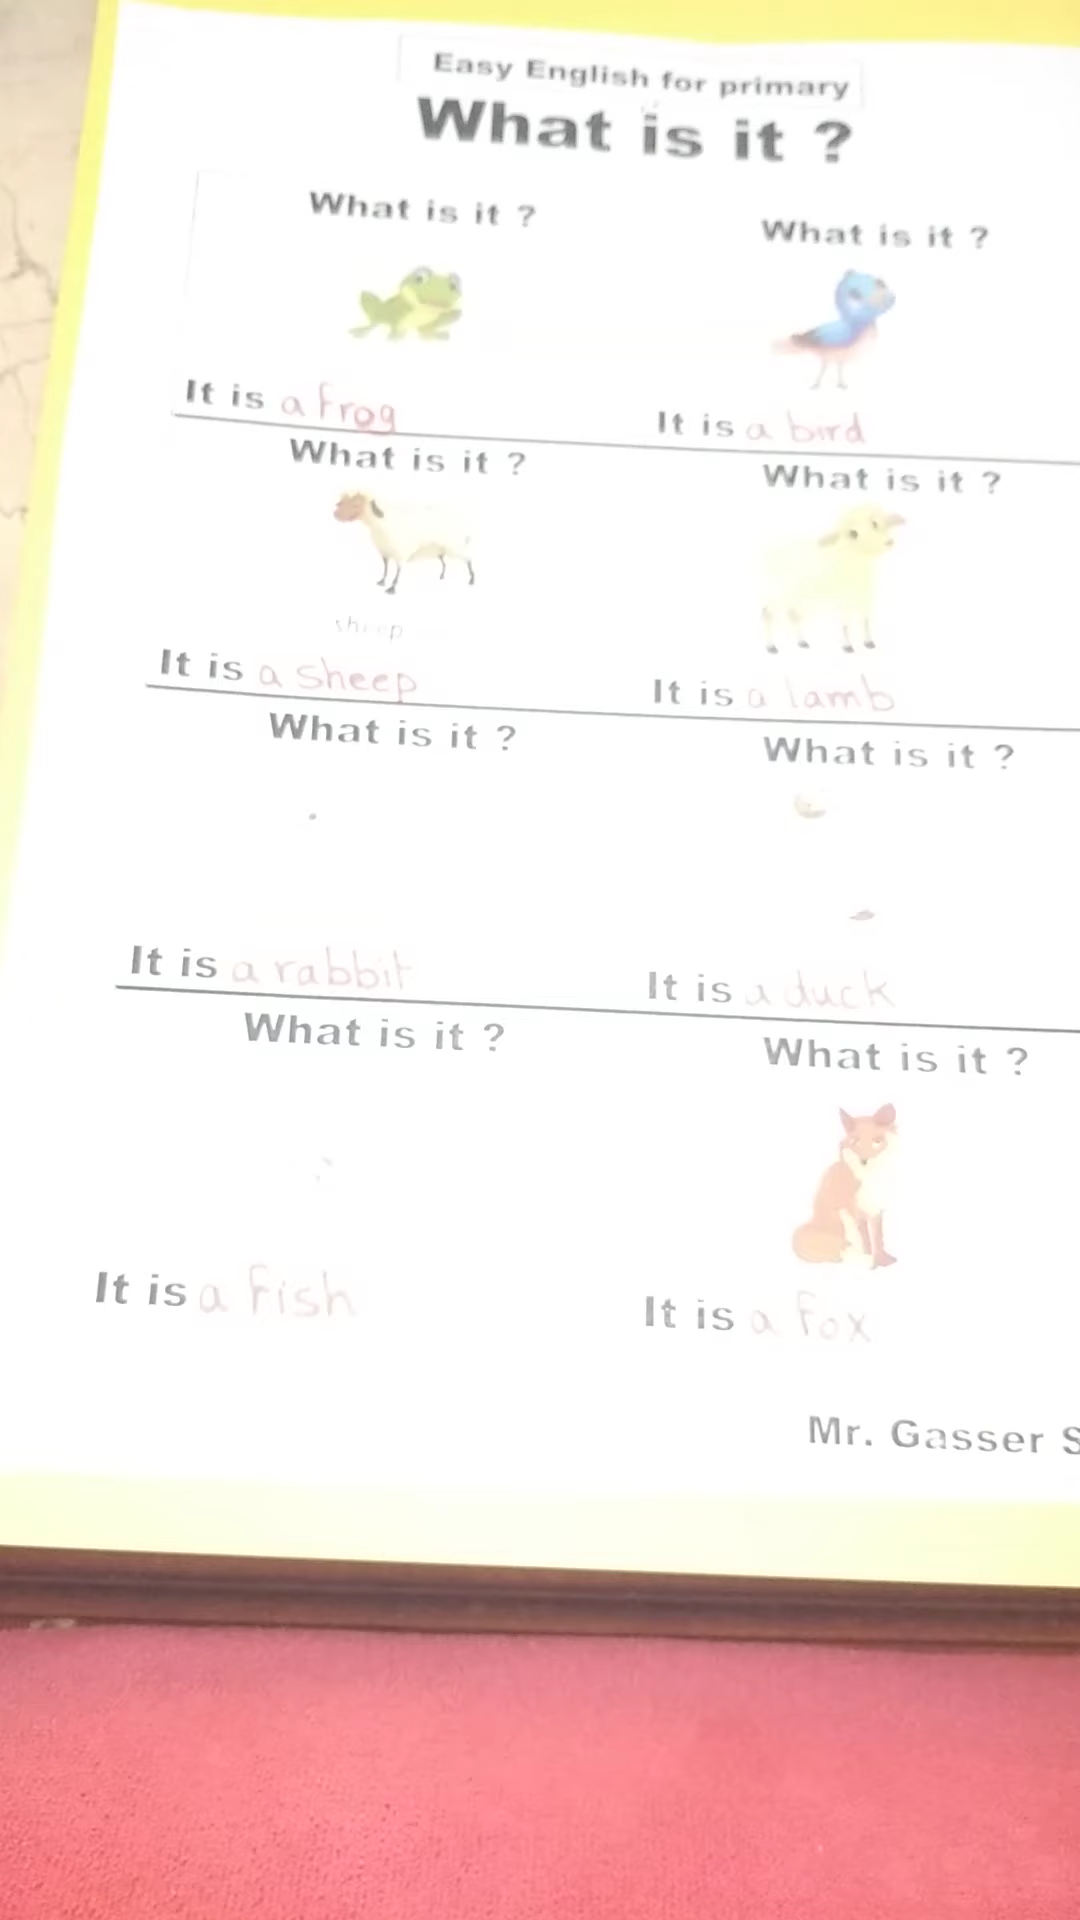 Easy English for primary
What is it ?
What is it ? What is it ?
It is a frog It is a bird
What is it ? What is it ?
sheep
It is a sheep It is a lamb
What is it ? What is it ?
It is a rabbit It is a duck
What is it ? What is it ?
It is a fish It is a fox
Mr. Gasser S